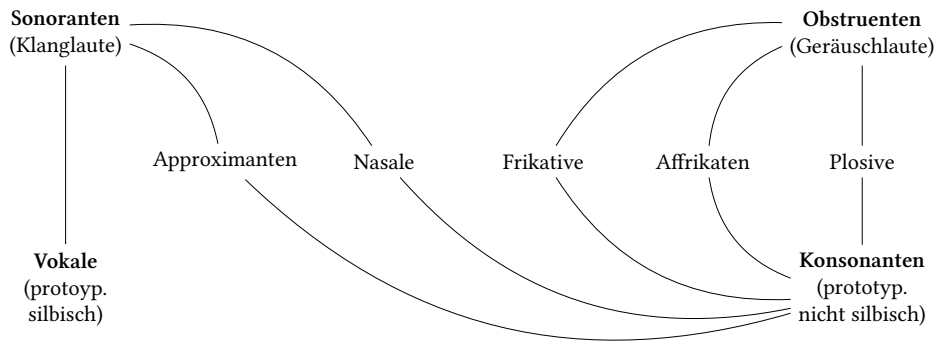 Sonoranten
(Klanglaute)
Obstruenten
(Geräuschlaute)
Approximanten
Nasale
Frikative
Affrikaten
Plosive
Vokale
(protoyp.
silbisch)
Konsonanten
(prototyp.
nicht silbisch)